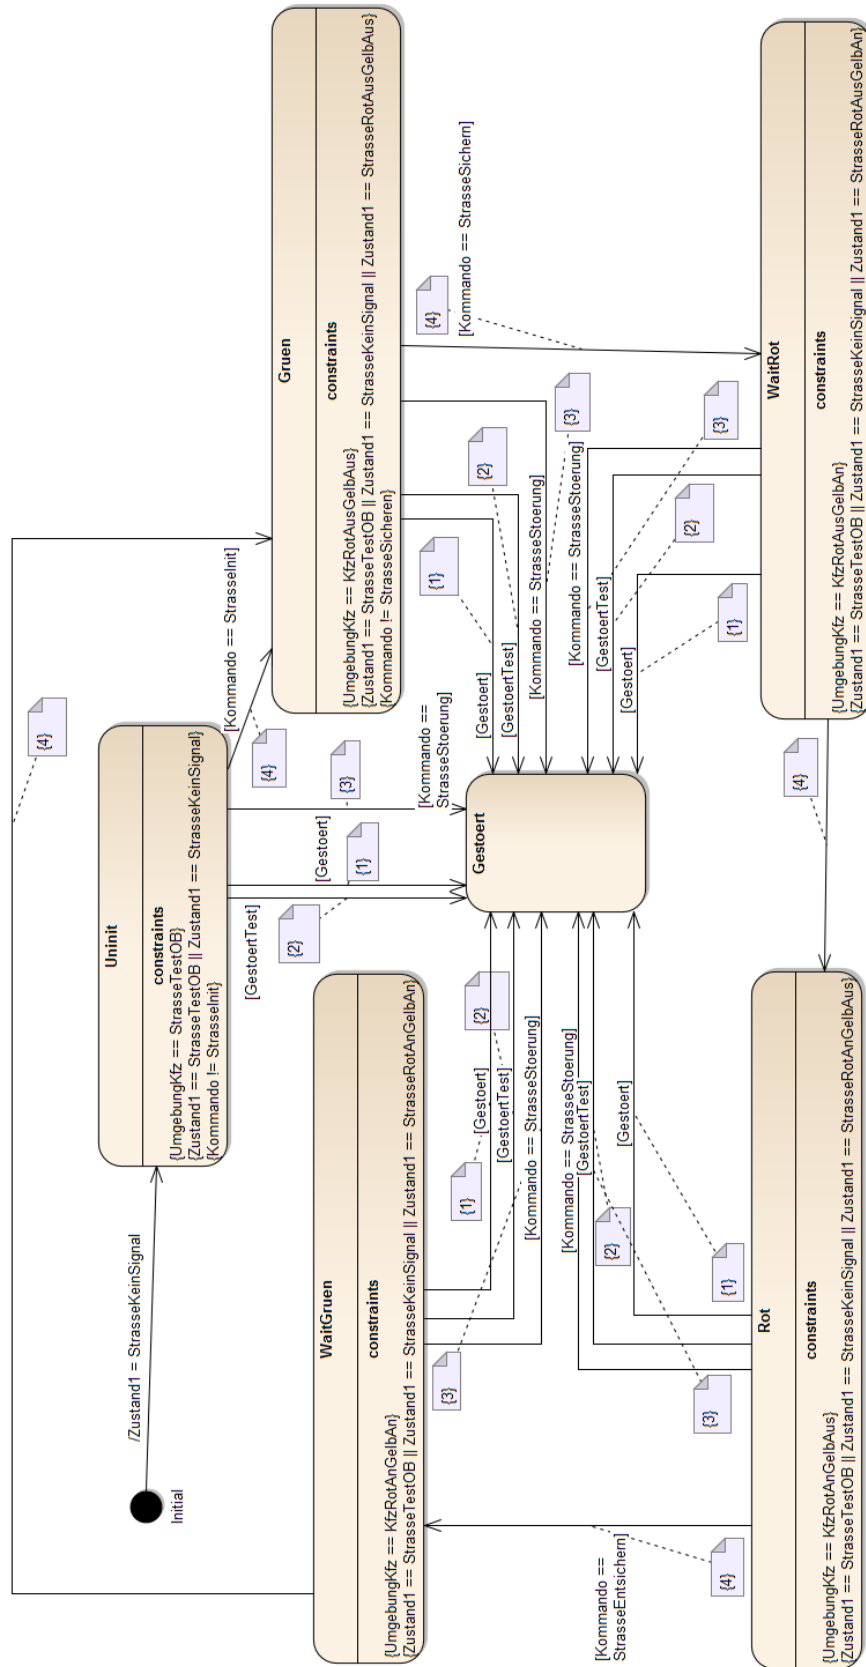 {4}
/Zustand1 = StrasseKeinSignal
Initial
Uninit
constraints
{UmgebungKfz == StrasseTestOB}
{Zustand1 == StrasseTestOB || Zustand1 == StrasseKeinSignal}
{Kommando != StrasseInit}
[Kommando == StrasseInit]
{4}
[GestoertTest]
{2}
[Gestoert]
{1}
{3}
[Kommando ==
StrasseStoerung]
Gruen
constraints
{UmgebungKfz == KfzRotAusGelbAus}
{Zustand1 == StrasseTestOB || Zustand1 == StrasseKeinSignal || Zustand1 == StrasseRotAusGelbAus}
{Kommando != StrasseSicheren}
WaitGruen
constraints
{UmgebungKfz == KfzRotAnGelbAn}
{Zustand1 == StrasseTestOB || Zustand1 == StrasseKeinSignal || Zustand1 == StrasseRotAnGelbAn}
{4}
[Kommando == StrasseSichern]
{1}
{2}
{3}
[Gestoert]
[GestoertTest]
[Kommando == StrasseStoerung]
Gestoert
{3}
{1}
{2}
[Gestoert]
[GestoertTest]
[Kommando == StrasseStoerung]
[Kommando == StrasseStoerung]
[GestoertTest]
[Gestoert]
{3}
{2}
{1}
[Kommando == StrasseStoerung]
[GestoertTest]
[Gestoert]
{2}
{3}
{1}
[Kommando ==
StrasseEntsichern]
{4}
{4}
Rot
constraints
{UmgebungKfz == KfzRotAnGelbAus}
{Zustand1 == StrasseTestOB || Zustand1 == StrasseKeinSignal || Zustand1 == StrasseRotAnGelbAus}
WaitRot
constraints
{UmgebungKfz == KfzRotAusGelbAn}
{Zustand1 == StrasseTestOB || Zustand1 == StrasseKeinSignal || Zustand1 == StrasseRotAusGelbAn}